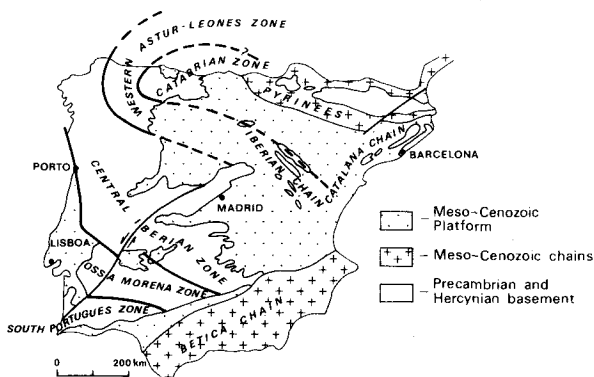 WESTERN ASTUR-LEONES ZONE
CATABRIAN ZONE
?
PYRINEES
IBERIAN CHAIN
CATALANA CHAIN
BARCELONA
PORTO
CENTRAL IBERIAN ZONE
MADRID
LISBOA
OSSA MORENA ZONE
SOUTH PORTUGUES ZONE
BETICA CHAIN
0 200 km
- Meso-Cenozoic
Platform
- Meso-Cenozoic chains
- Precambrian and
Hercynian basement